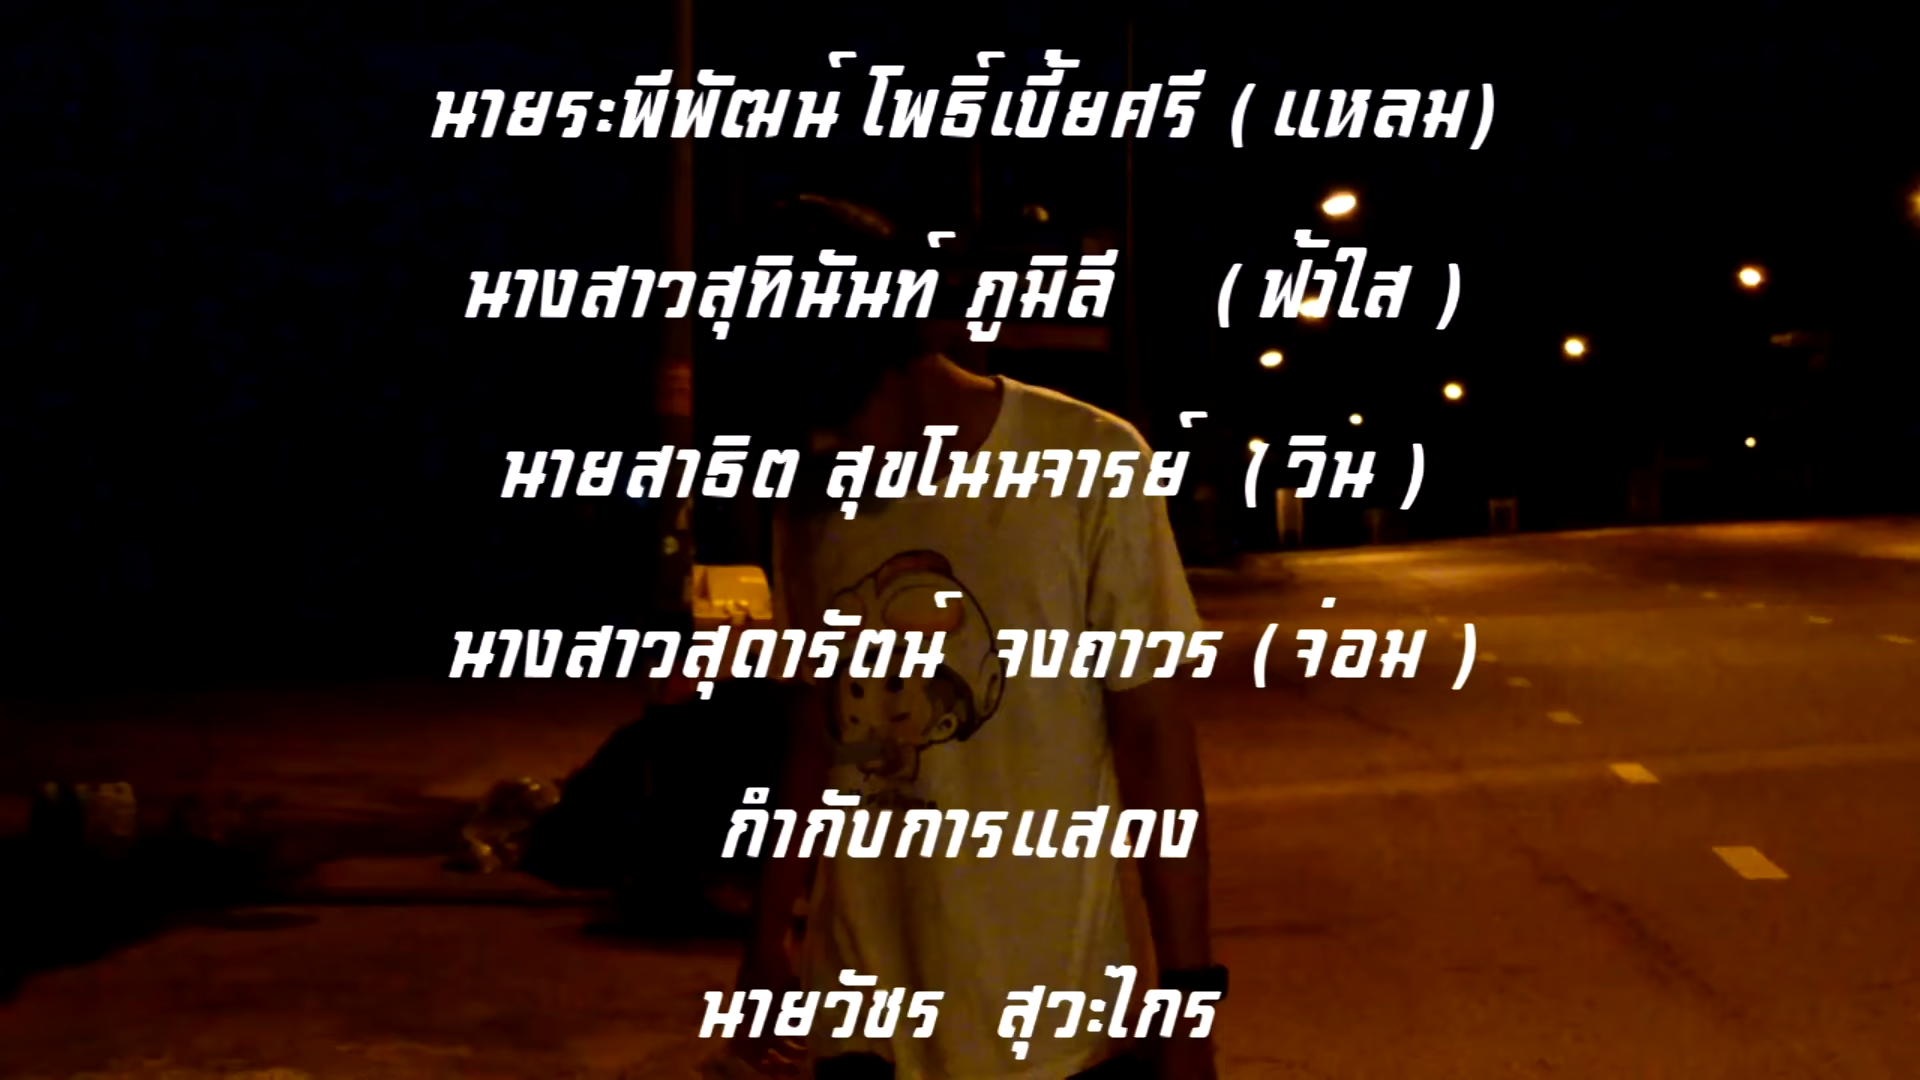 นายระพีพัฒน์ โพธิ์เขี้ยศรี ( แหลม)
นางสาวสุทินันท์ ภูมิลี ( ฟ้าใส )
นายสาธิต สุขโนนจารย์ ( วิน )
นางสาวสุดารัตน์ จงถาวร ( จ่อม )
กำกับการแสดง
นายวัชร สุวะไกร